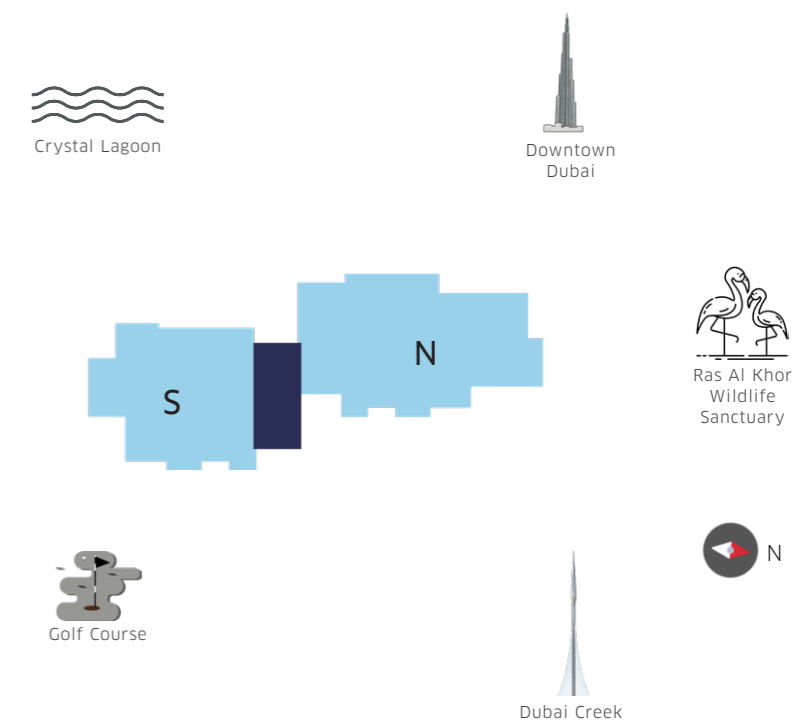 Crystal Lagoon
Downtown
Dubai
N
Ras Al Khor
Wildlife
Sanctuary
S
N
Golf Course
Dubai Creek